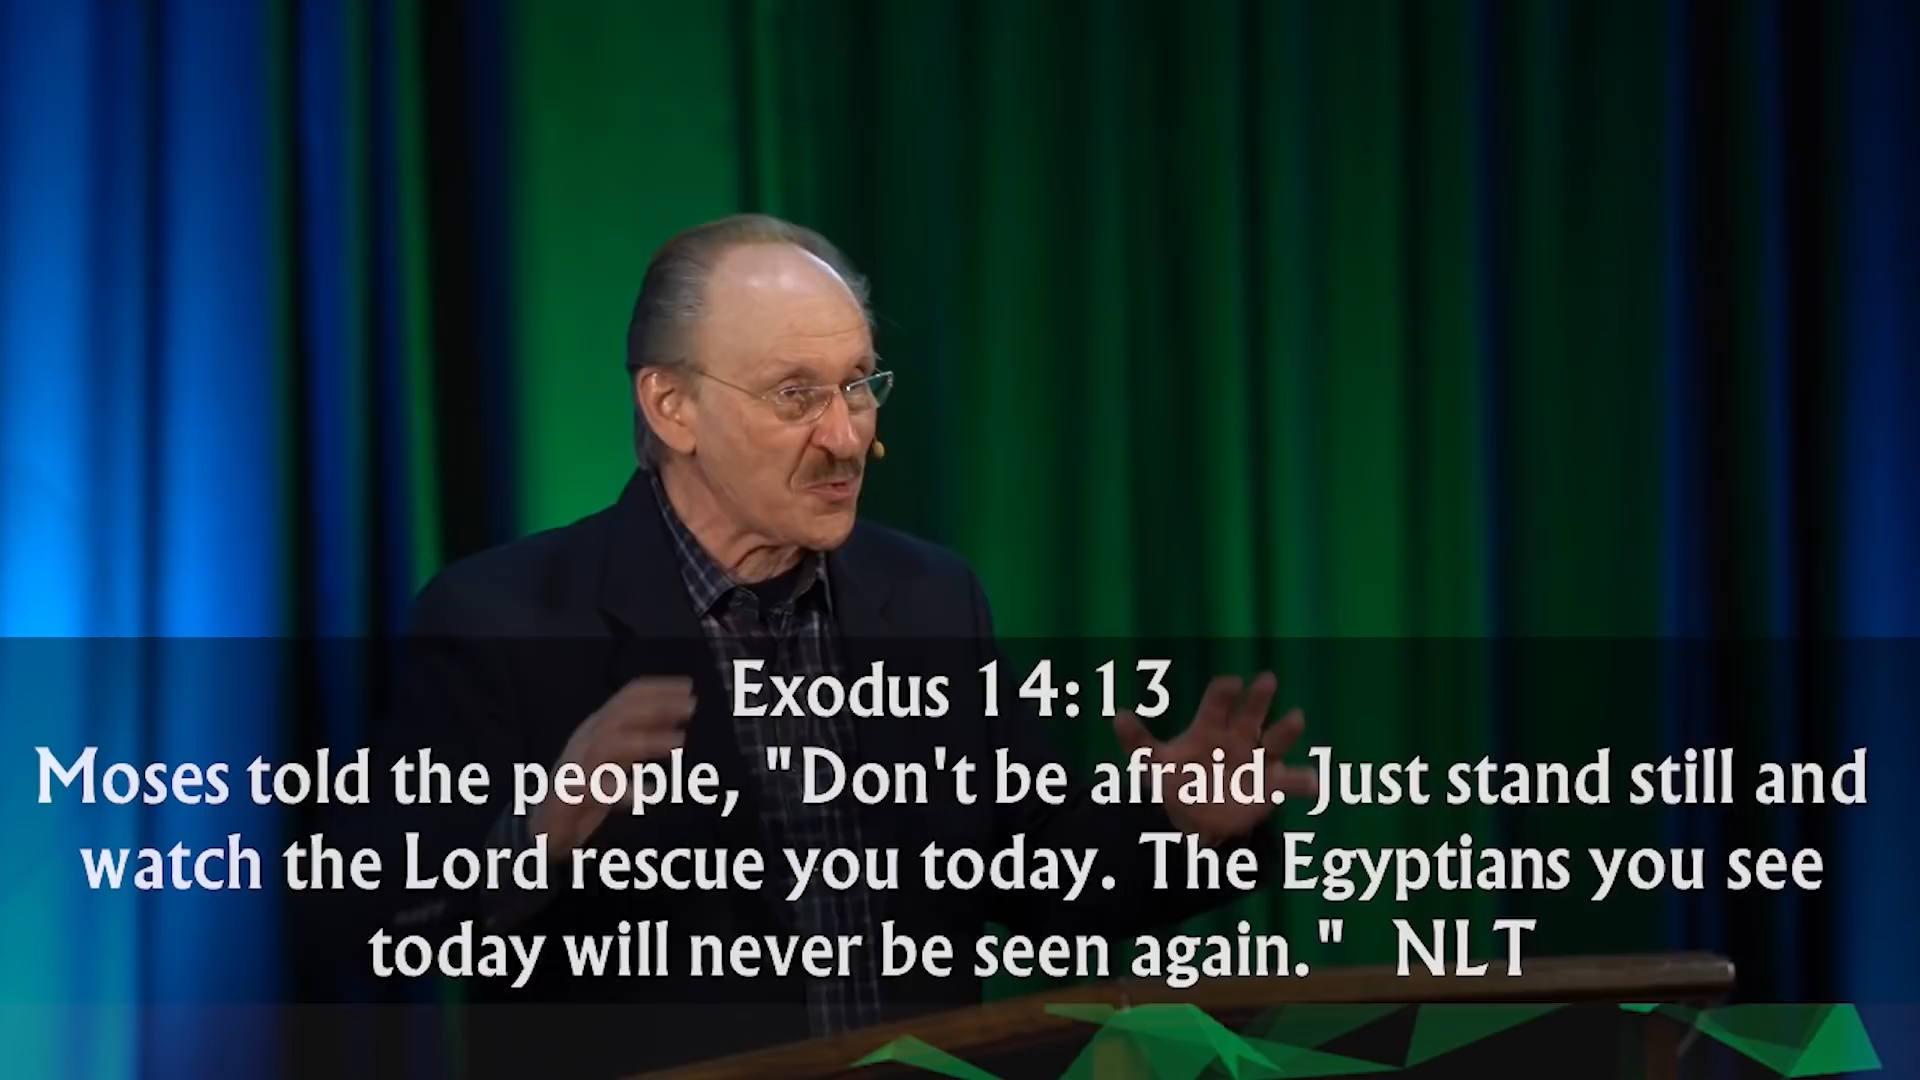 Exodus 14:13
Moses told the people, "Don't be afraid. Just stand still and
watch the Lord rescue you today. The Egyptians you see
today will never be seen again."  NLT